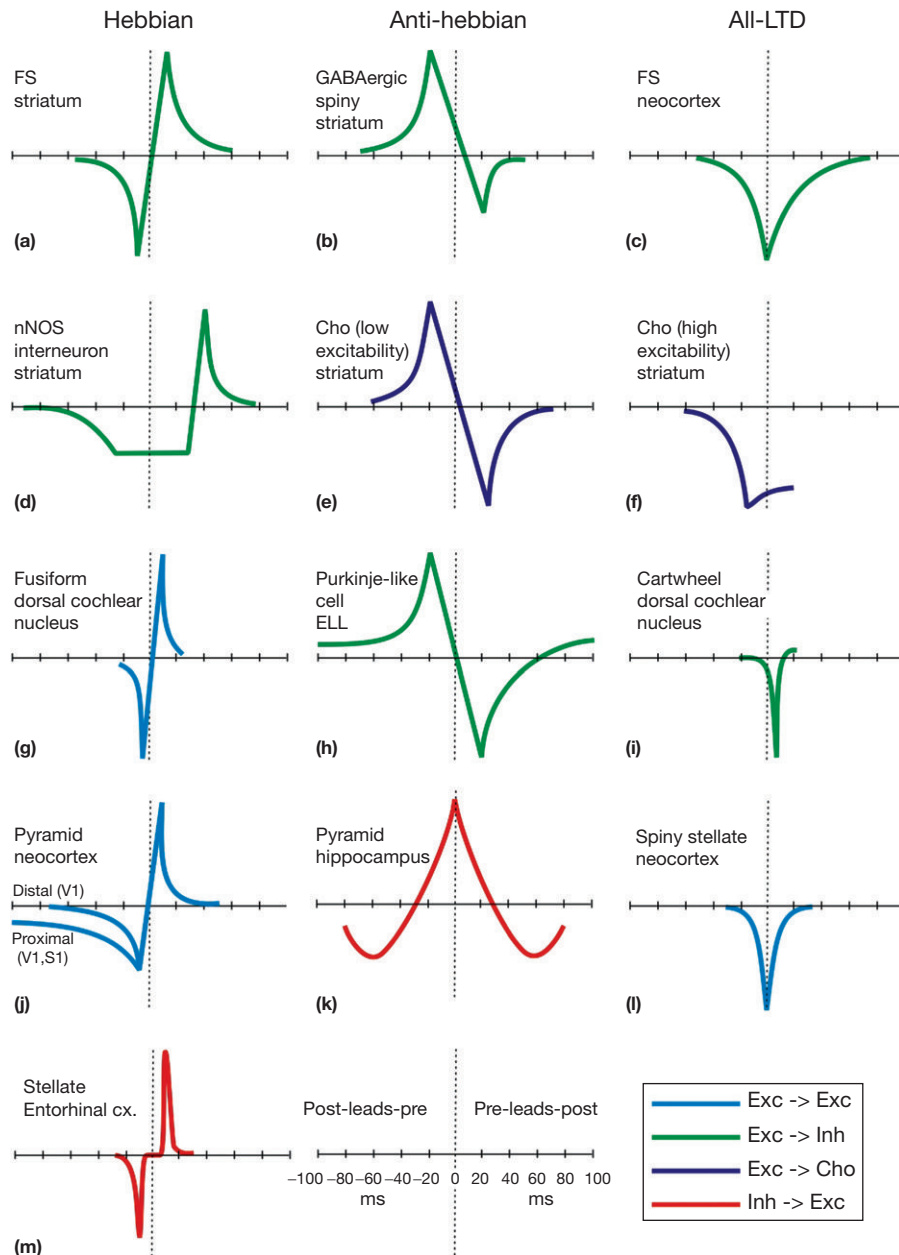 Hebbian
Anti-hebbian
All-LTD
FS
striatum
(a)
GABAergic
spiny
striatum
(b)
FS
neocortex
(c)
nNOS
interneuron
striatum
(d)
Cho (low
excitability)
striatum
(e)
Cho (high
excitability)
striatum
(f)
Fusiform
dorsal cochlear
nucleus
(g)
Purkinje-like
cell
ELL
(h)
Cartwheel
dorsal cochlear
nucleus
(i)
Pyramid
neocortex
Distal (V1)
Proximal
(V1,S1)
(j)
Pyramid
hippocampus
(k)
Spiny stellate
neocortex
(l)
Stellate
Entorhinal cx.
(m)
Post-leads-pre
Pre-leads-post
−100 −80 −60 −40 −20 0 20 40 60 80 100
ms
ms
Exc -> Exc
Exc -> Inh
Exc -> Cho
Inh -> Exc